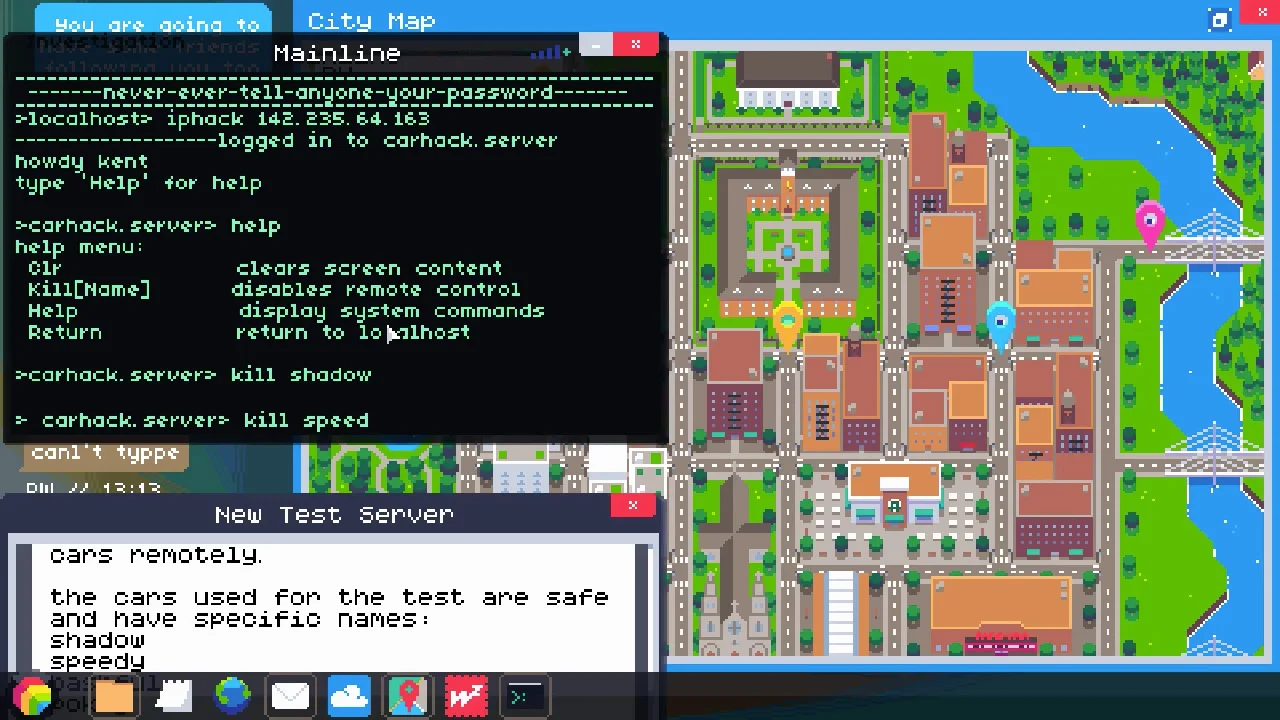 You are going to
City Map
Mainline
-------never-ever-tell-anyone-your-password-------
>localhost> iphack 142.235.64.163
------------------logged in to carhack.server
howdy kent
type 'Help' for help
>carhack.server> help
help menu:
Clr clears screen content
Kill[Name] disables remote control
Help display system commands
Return return to localhost
>carhack.server> kill shadow
> carhack.server> kill speed
canl't typpe
PW // 13:13
New Test Server
cars remotely.
the cars used for the test are safe
and have specific names:
shadow
speedy